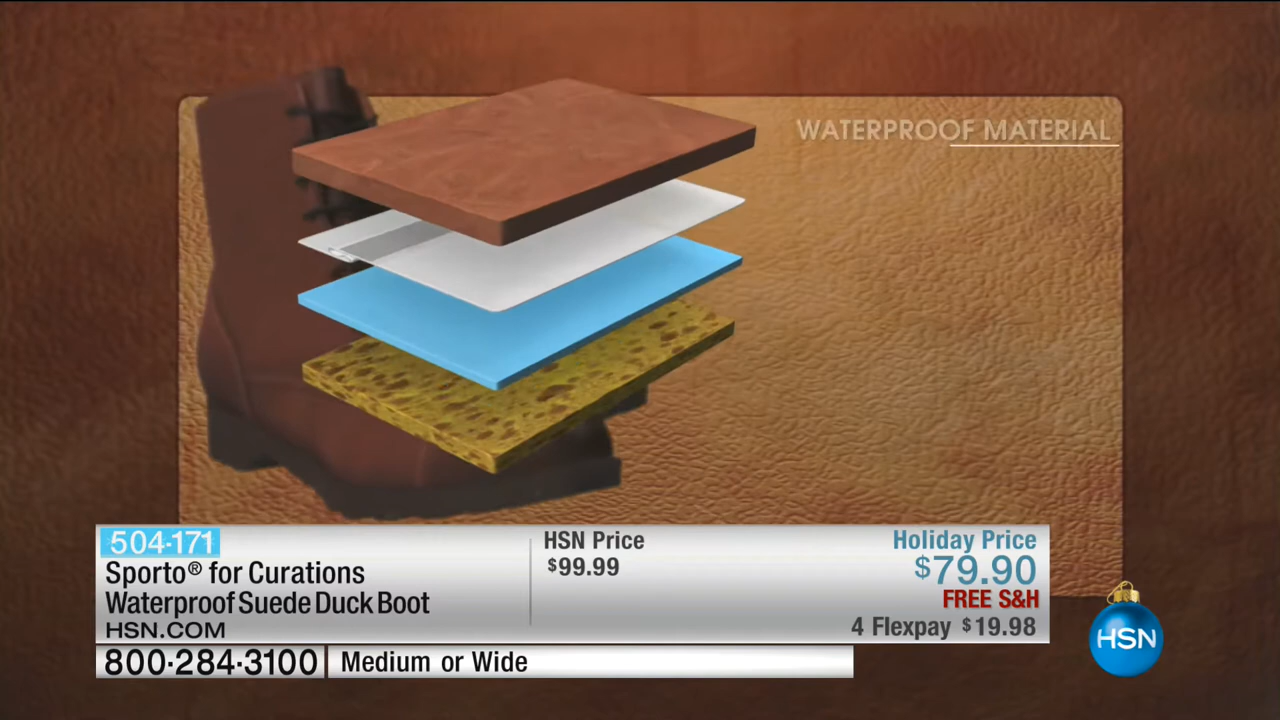 WATERPROOF MATERIAL
504-171
Sporto® for Curations
Waterproof Suede Duck Boot
HSN.COM
800·284·3100
Medium or Wide
HSN Price
$99.99
Holiday Price
$79.90
FREE S&H
4 Flexpay $19.98
HSN